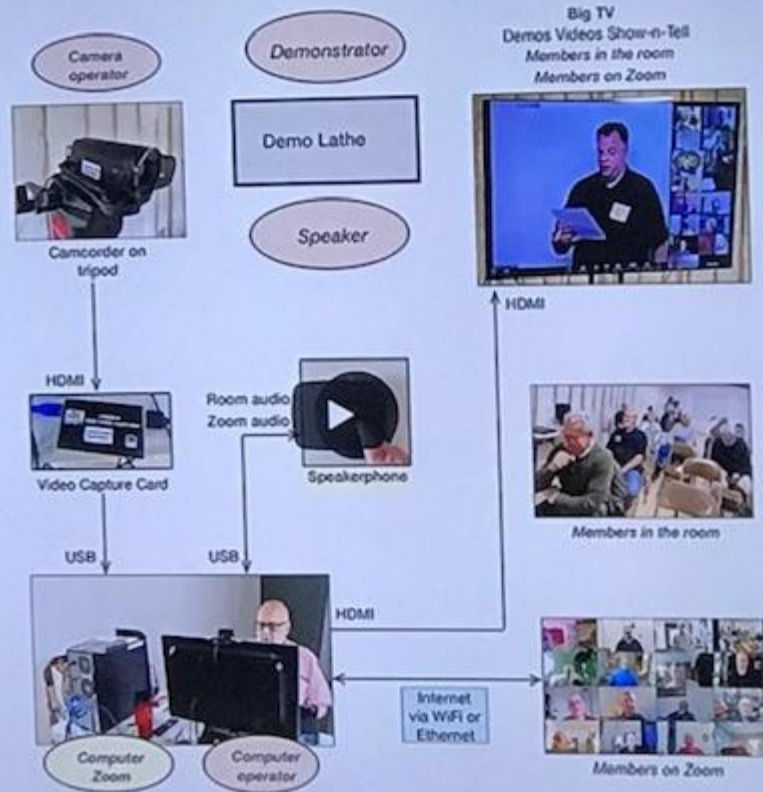 Camera
operator
Demonstrator
Big TV
Demos Videos Show-n-Tell
Members in the room
Members on Zoom
Demo Lathe
Speaker
Camcorder on
tripod
HDMI
HDMI
Room audio
Zoom audio
Video Capture Card
Speakerphone
Members in the room
USB
USB
HDMI
Internet
via WiFi or
Ethernet
Computer
Zoom
Computer
operator
Members on Zoom